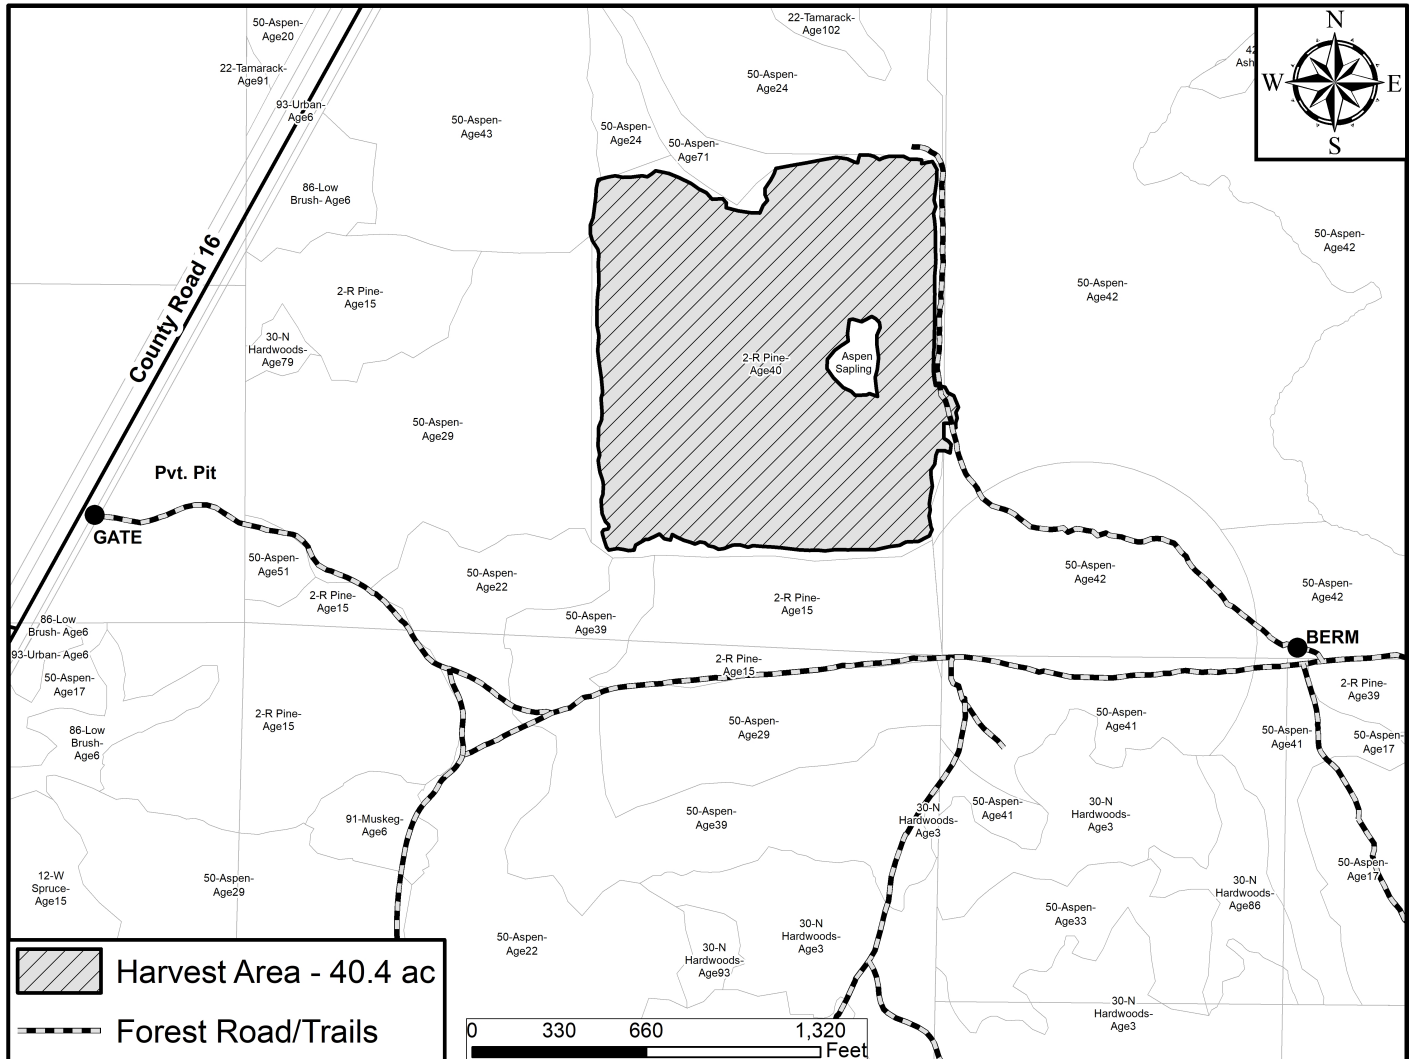 50-Aspen-
Age20
22-Tamarack-
Age102
N
W
E
S
42
Ash
22-Tamarack-
Age91
50-Aspen-
Age24
93-Urban-
Age6
50-Aspen-
Age43
50-Aspen-
Age24
50-Aspen-
Age71
86-Low
Brush- Age6
50-Aspen-
Age42
50-Aspen-
Age42
2-R Pine-
Age15
County Road 16
30-N
Hardwoods-
Age79
2-R Pine-
Age40
Aspen
Sapling
50-Aspen-
Age29
Pvt. Pit
GATE
50-Aspen-
Age51
50-Aspen-
Age22
50-Aspen-
Age42
50-Aspen-
Age42
2-R Pine-
Age15
2-R Pine-
Age15
50-Aspen-
Age39
86-Low
Brush- Age6
BERM
93-Urban- Age6
2-R Pine-
Age15
50-Aspen-
Age17
2-R Pine-
Age39
2-R Pine-
Age15
50-Aspen-
Age29
50-Aspen-
Age41
50-Aspen-
Age41
50-Aspen-
Age17
86-Low
Brush-
Age6
91-Muskeg-
Age6
50-Aspen-
Age39
30-N
Hardwoods-
Age3
50-Aspen-
Age41
30-N
Hardwoods-
Age3
50-Aspen-
Age17
12-W
Spruce-
Age15
50-Aspen-
Age29
30-N
Hardwoods-
Age86
50-Aspen-
Age33
50-Aspen-
Age22
30-N
Hardwoods-
Age93
30-N
Hardwoods-
Age3
30-N
Hardwoods-
Age3
Harvest Area - 40.4 ac
Forest Road/Trails
0 330 660 1,320
Feet